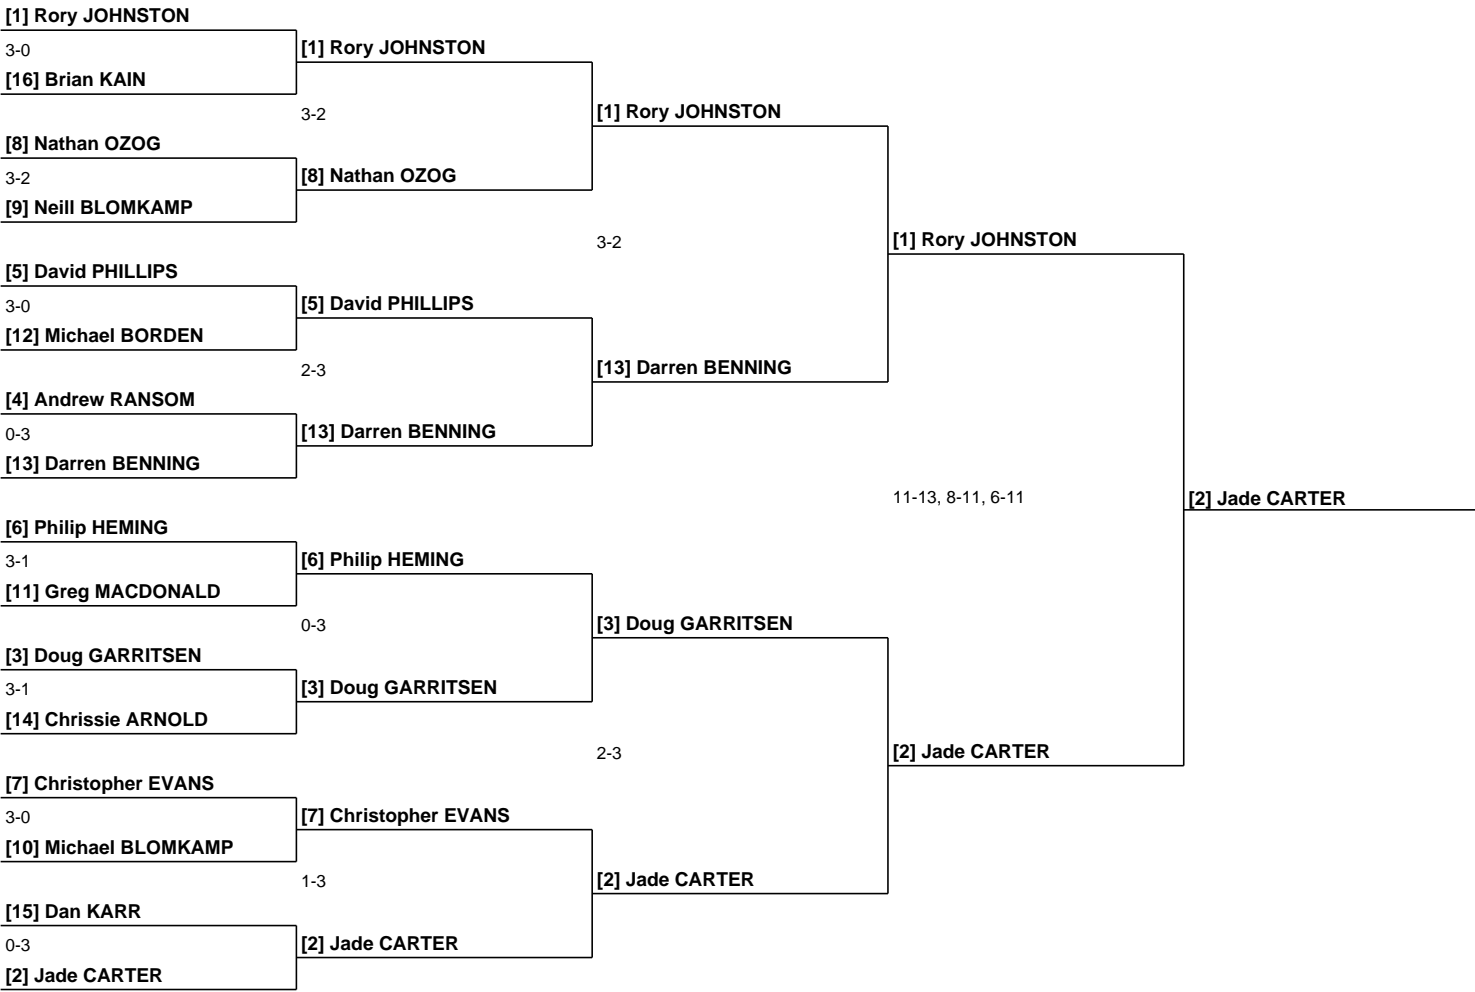 [1] Rory JOHNSTON
3-0
[16] Brian KAIN
[8] Nathan OZOG
3-2
[9] Neill BLOMKAMP
[5] David PHILLIPS
3-0
[12] Michael BORDEN
[4] Andrew RANSOM
0-3
[13] Darren BENNING
[6] Philip HEMING
3-1
[11] Greg MACDONALD
[3] Doug GARRITSEN
3-1
[14] Chrissie ARNOLD
[7] Christopher EVANS
3-0
[10] Michael BLOMKAMP
[15] Dan KARR
0-3
[2] Jade CARTER
[1] Rory JOHNSTON
3-2
[8] Nathan OZOG
[5] David PHILLIPS
2-3
[13] Darren BENNING
[6] Philip HEMING
0-3
[3] Doug GARRITSEN
[7] Christopher EVANS
1-3
[2] Jade CARTER
[1] Rory JOHNSTON
3-2
[13] Darren BENNING
[3] Doug GARRITSEN
2-3
[2] Jade CARTER
[1] Rory JOHNSTON
11-13, 8-11, 6-11
[2] Jade CARTER
[2] Jade CARTER